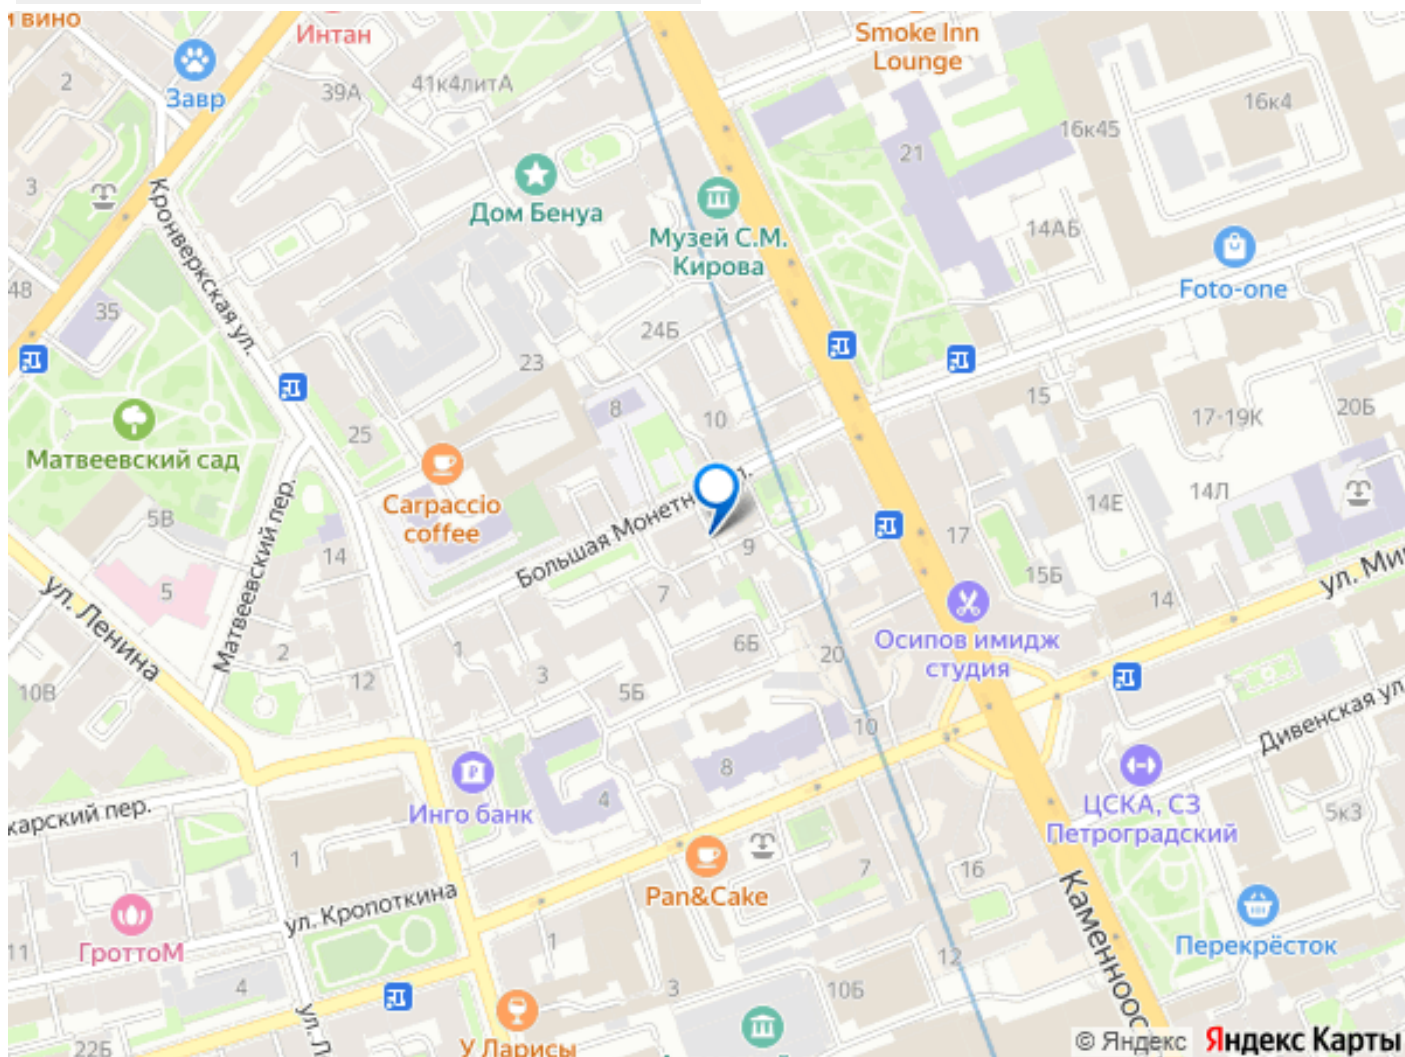 и вино
Интан
Smoke Inn
Lounge
2
Завр
39А
41к4литА
16к4
16к45
21
3
Дом Бенуа
Музей С.М.
Кирова
14АБ
Кронверкская ул.
48
35
24Б
Foto-one
23
8
10
15
17-19К
20Б
25
Матвеевский сад
Carpaccio
coffee
5В
14
Большая Монетн
л.
14Е
14Л
17
9
5
7
15Б
14
ул. Ми
ул. Ленина
Матвеевский пер.
2
1
3
6Б
20
Осипов имидж
студия
10В
12
5Б
10
Дивенская ул.
8
Инго банк
4
ЦСКА, СЗ
Петроградский
5к3
карский пер.
1
Pan&Cake
7
16
Каменноос
ул. Кропоткина
11
ГроттоМ
1
12
Перекрёсток
4
3
10Б
ул. Л
22Б
У Ларисы
© Яндекс Яндекс Карты